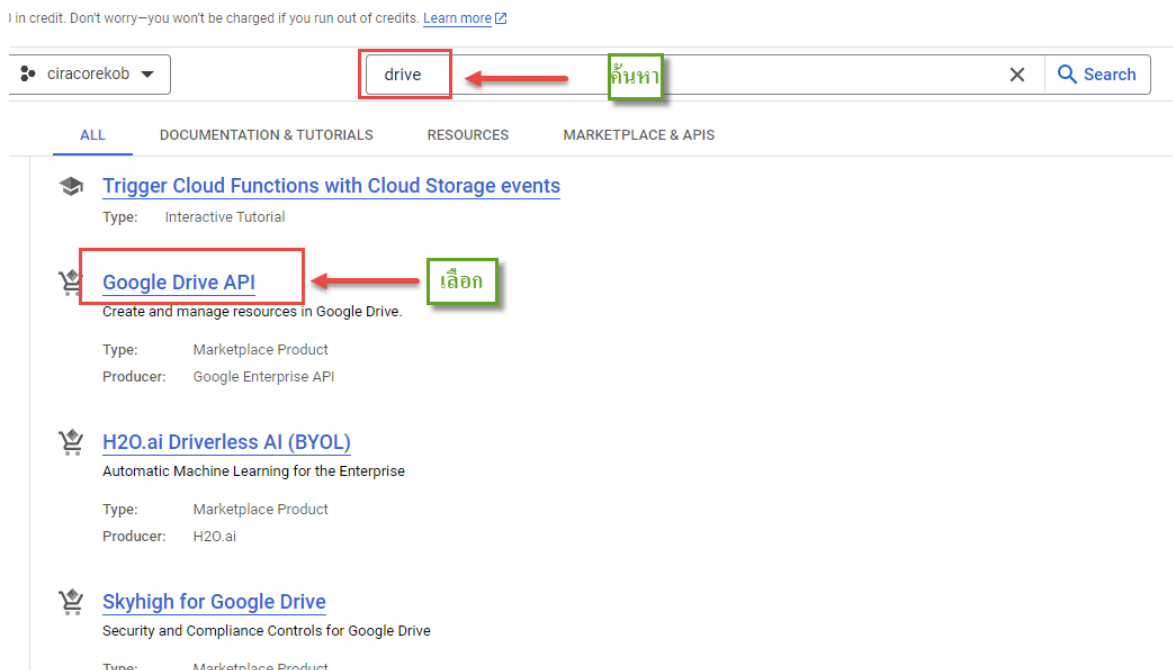 in credit. Don't worry—you won't be charged if you run out of credits. Learn more
ciracorekob drive ค้นหา Search
ALL DOCUMENTATION & TUTORIALS RESOURCES MARKETPLACE & APIS
Trigger Cloud Functions with Cloud Storage events
Type: Interactive Tutorial
Google Drive API เลือก
Create and manage resources in Google Drive.
Type: Marketplace Product
Producer: Google Enterprise API
H2O.ai Driverless AI (BYOL)
Automatic Machine Learning for the Enterprise
Type: Marketplace Product
Producer: H2O.ai
Skyhigh for Google Drive
Security and Compliance Controls for Google Drive
Type: Marketplace Product